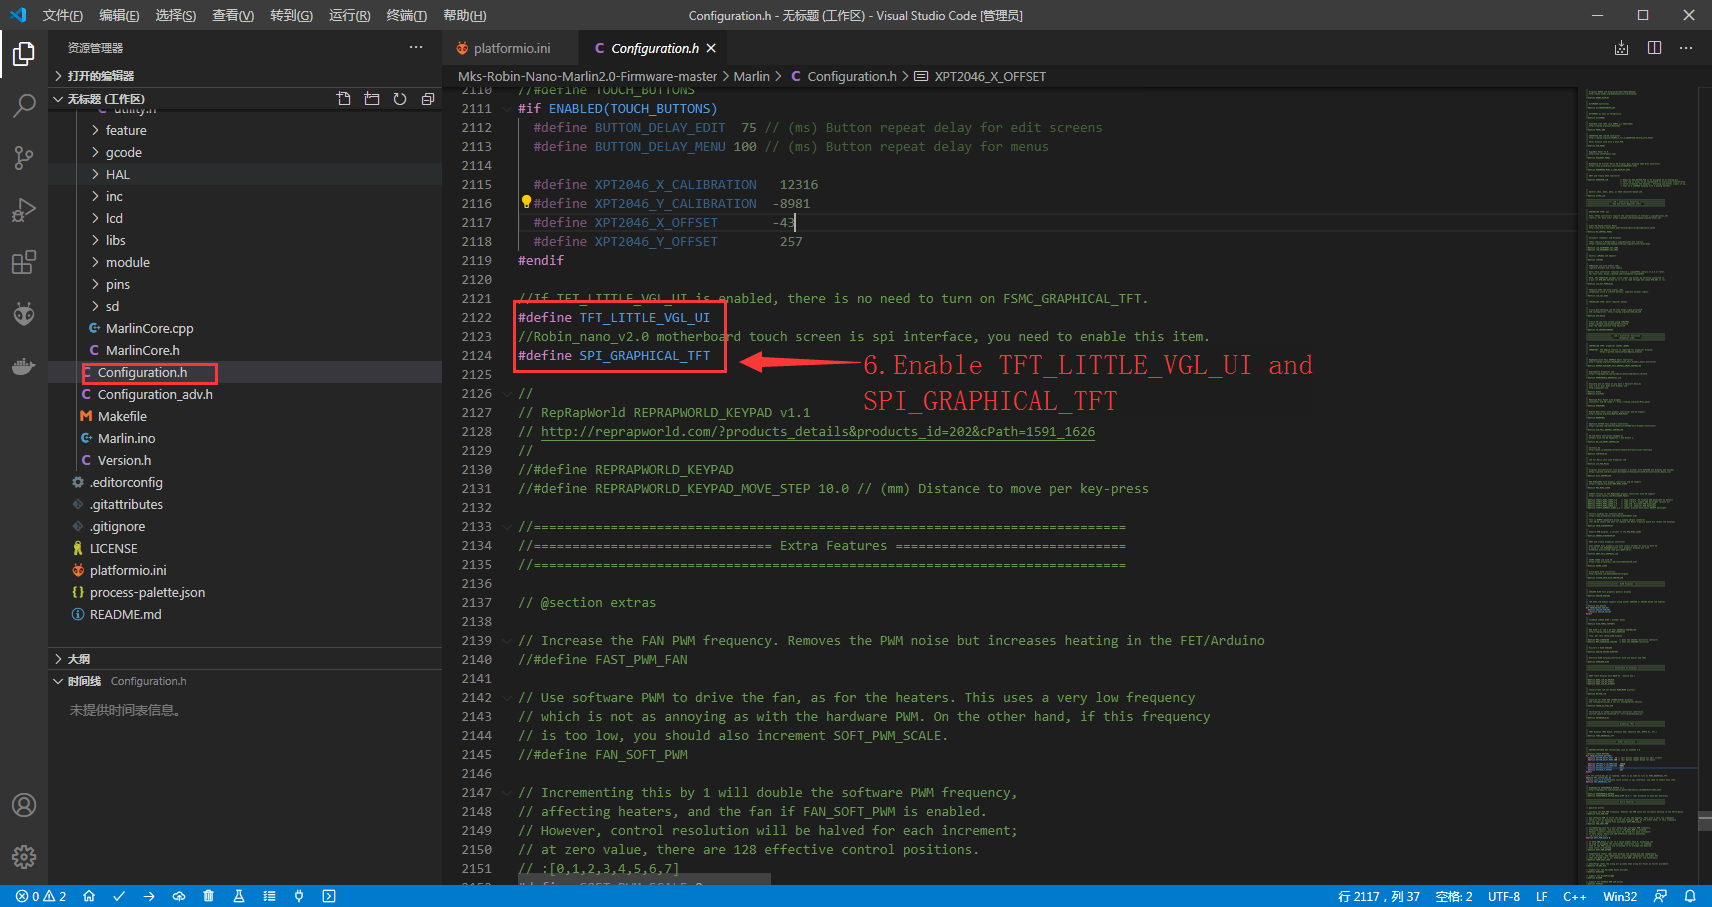 文件(F) 编辑(E) 选择(S) 查看(V) 转到(G) 运行(R) 终端(T) 帮助(H)
Configuration.h - 无标题 (工作区) - Visual Studio Code [管理员]
资源管理器
打开的编辑器
无标题 (工作区)
utility.h
feature
gcode
HAL
inc
lcd
libs
module
pins
sd
MarlinCore.cpp
MarlinCore.h
Configuration.h
Configuration_adv.h
Makefile
Marlin.ino
Version.h
.editorconfig
.gitattributes
.gitignore
LICENSE
platformio.ini
process-palette.json
README.md
大纲
时间线 Configuration.h
未提供时间表信息。
platformio.ini
Configuration.h
Mks-Robin-Nano-Marlin2.0-Firmware-master > Marlin > C Configuration.h > XPT2046_X_OFFSET
2110 //#define TOUCH_BUTTONS
2111 #if ENABLED(TOUCH_BUTTONS)
2112 #define BUTTON_DELAY_EDIT 75 // (ms) Button repeat delay for edit screens
2113 #define BUTTON_DELAY_MENU 100 // (ms) Button repeat delay for menus
2114
2115 #define XPT2046_X_CALIBRATION 12316
2116 #define XPT2046_Y_CALIBRATION -8981
2117 #define XPT2046_X_OFFSET -43
2118 #define XPT2046_Y_OFFSET 257
2119 #endif
2120
2121 //If TFT_LITTLE_VGL_UI is enabled, there is no need to turn on FSMC_GRAPHICAL_TFT.
2122 #define TFT_LITTLE_VGL_UI
2123 //Robin_nano_v2.0 motherboard touch screen is spi interface, you need to enable this item.
2124 #define SPI_GRAPHICAL_TFT
6.Enable TFT_LITTLE_VGL_UI and
SPI_GRAPHICAL_TFT
2125
2126 //
2127 // RepRapWorld REPRAPWORLD_KEYPAD v1.1
2128 // http://reprapworld.com/?products_details&products_id=202&cPath=1591_1626
2129 //
2130 //#define REPRAPWORLD_KEYPAD
2131 //#define REPRAPWORLD_KEYPAD_MOVE_STEP 10.0 // (mm) Distance to move per key-press
2132
2133 //=============================================================================
2134 //=============================== Extra Features ==============================
2135 //=============================================================================
2136
2137 // @section extras
2138
2139 // Increase the FAN PWM frequency. Removes the PWM noise but increases heating in the FET/Arduino
2140 //#define FAST_PWM_FAN
2141
2142 // Use software PWM to drive the fan, as for the heaters. This uses a very low frequency
2143 // which is not as annoying as with the hardware PWM. On the other hand, if this frequency
2144 // is too low, you should also increment SOFT_PWM_SCALE.
2145 //#define FAN_SOFT_PWM
2146
2147 // Incrementing this by 1 will double the software PWM frequency,
2148 // affecting heaters, and the fan if FAN_SOFT_PWM is enabled.
2149 // However, control resolution will be halved for each increment;
2150 // at zero value, there are 128 effective control positions.
2151 // :[0,1,2,3,4,5,6,7]
0 2
行 2117，列 37 空格: 2 UTF-8 LF C++ Win32